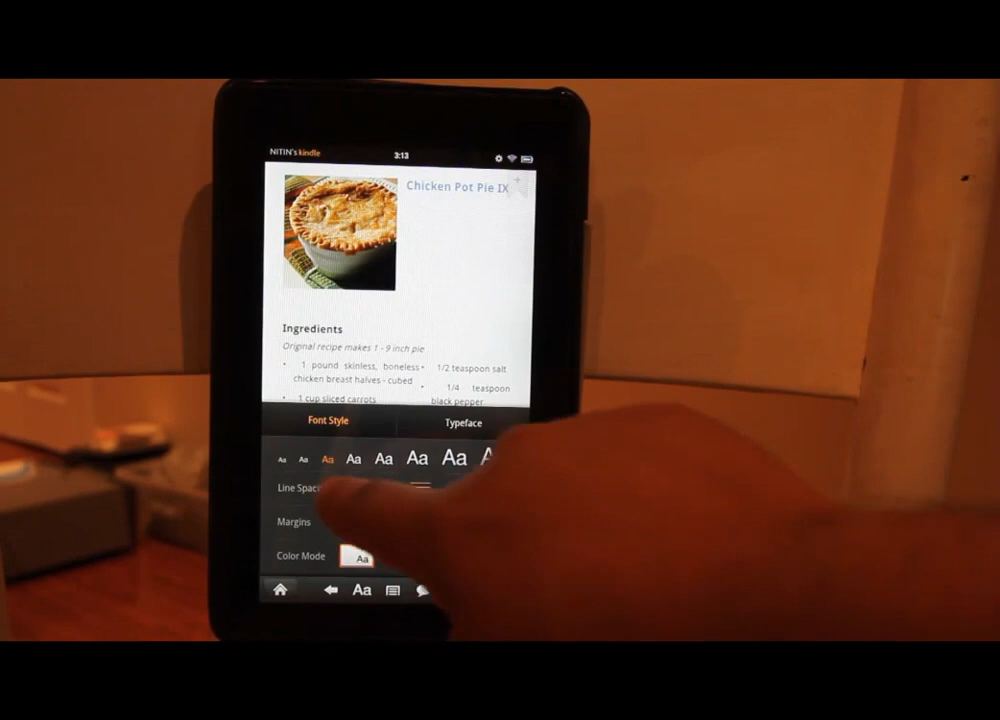 NITIN's kindle 3:13
Chicken Pot Pie IX
Ingredients
Original recipe makes 1 - 9 inch pie
• 1 pound skinless, boneless
chicken breast halves - cubed
• 1 cup sliced carrots
• 1/2 teaspoon salt
• 1/4 teaspoon
black pepper
Font Style Typeface
Aa Aa Aa Aa Aa Aa Aa
Line
Margins
Color Mode Aa
Aa